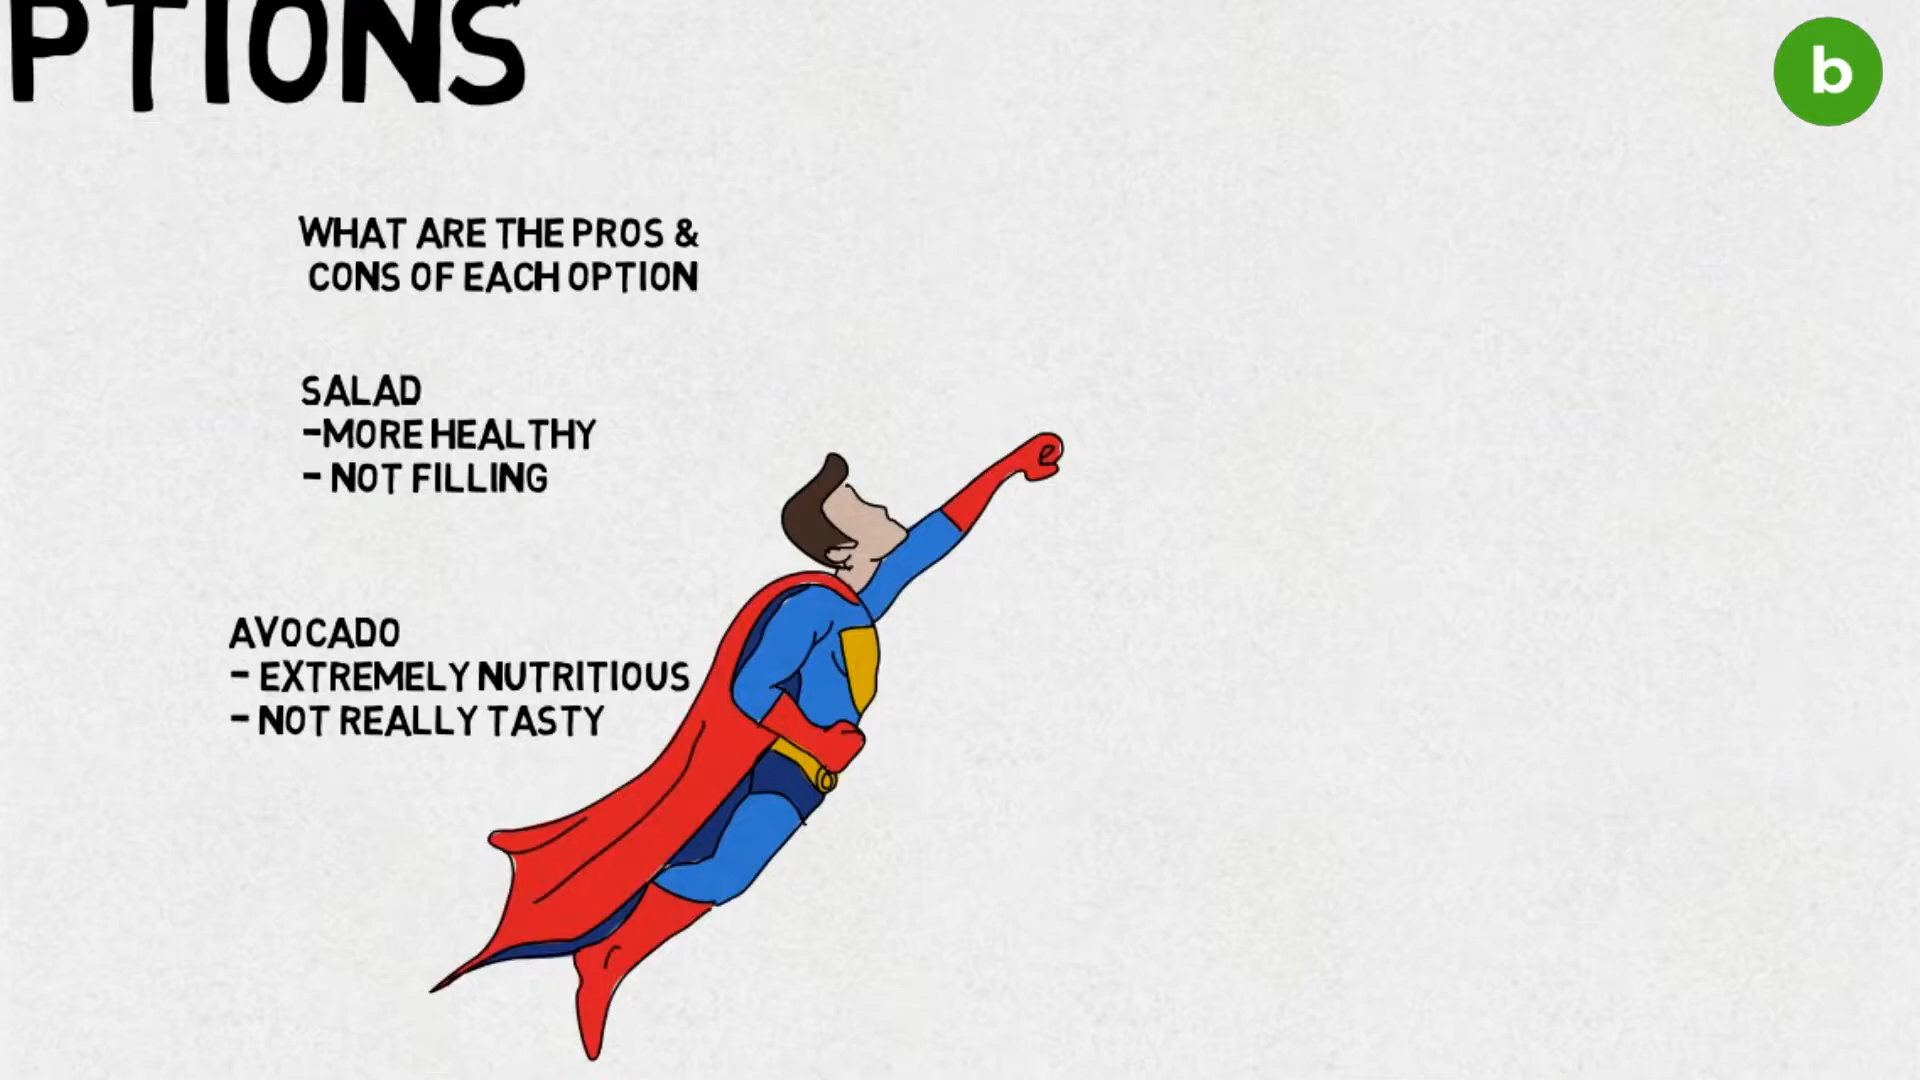 PTIONS
b
WHAT ARE THE PROS &
CONS OF EACH OPTION
SALAD
-MORE HEALTHY
- NOT FILLING
AVOCADO
- EXTREMELY NUTRITIOUS
- NOT REALLY TASTY